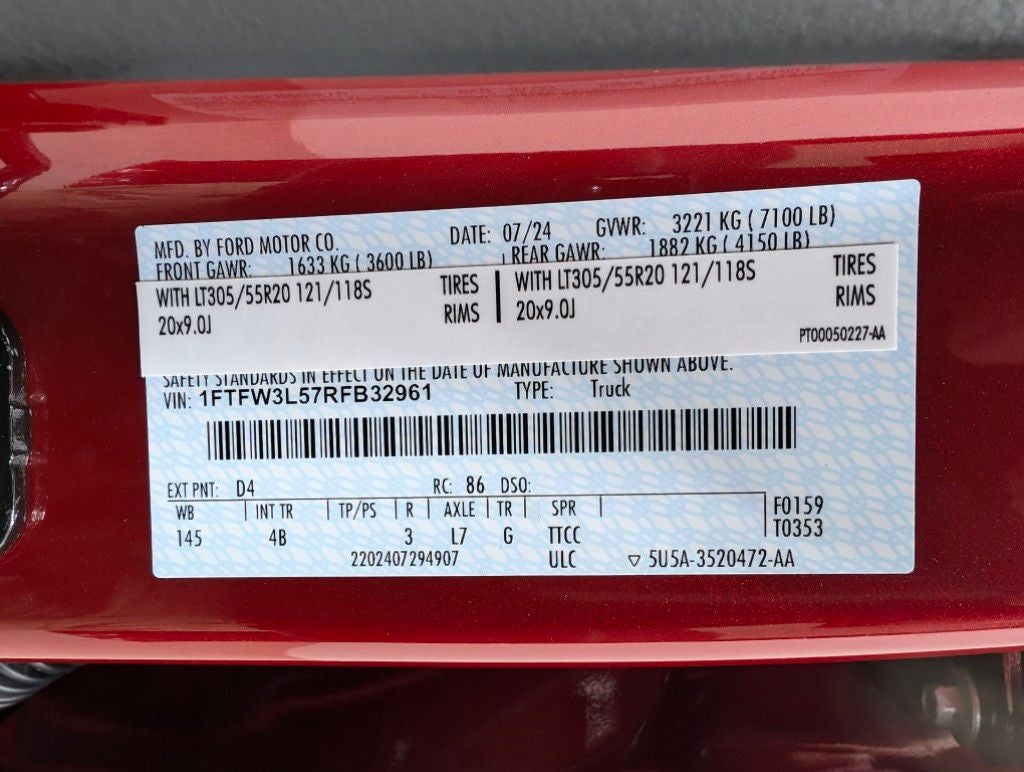 MFD. BY FORD MOTOR CO. DATE: 07/24 GVWR: 3221 KG ( 7100 LB)
FRONT GAWR: 1633 KG ( 3600 LB) REAR GAWR: 1882 KG ( 4150 LB)
WITH LT305/55R20 121/118S TIRES WITH LT305/55R20 121/118S TIRES
20x9.0J RIMS 20x9.0J RIMS
PT00050227-AA
SAFETY STANDARDS IN EFFECT ON THE DATE OF MANUFACTURE SHOWN ABOVE.
VIN: 1FTFW3L57RFB32961 TYPE: Truck
EXT PNT: D4 RC: 86 DSO:
WB INT TR TP/PS R AXLE TR SPR F0159
145 4B 3 L7 G TTCC T0353
2202407294907 ULC ▽ 5U5A-3520472-AA